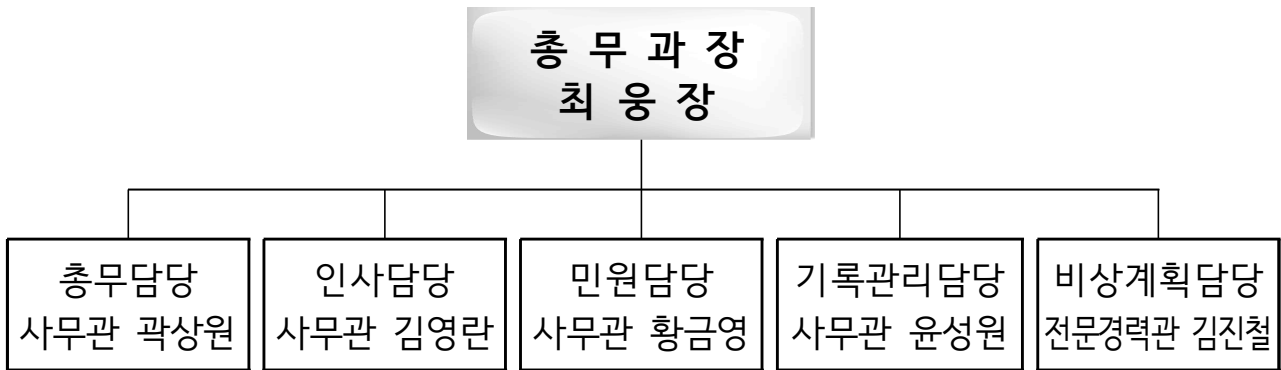 총 무 과 장
최 웅 장
총무담당
사무관 곽상원
인사담당
사무관 김영란
민원담당
사무관 황금영
기록관리담당
사무관 윤성원
비상계획담당
전문경력관 김진철